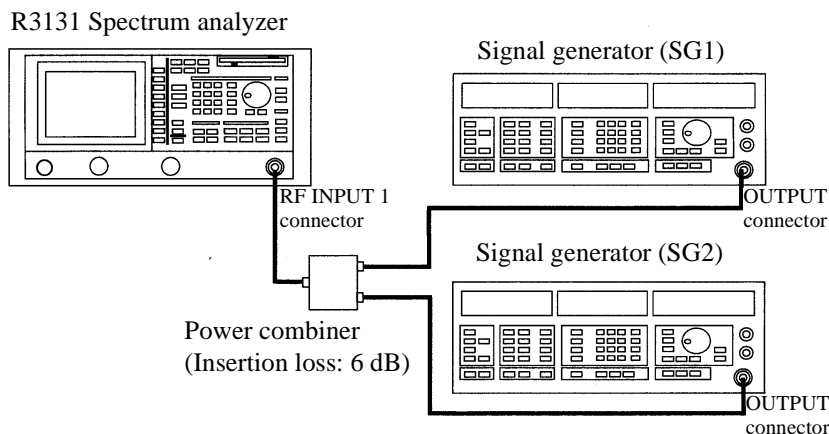 R3131 Spectrum analyzer
Signal generator (SG1)
RF INPUT 1
connector
OUTPUT
connector
Signal generator (SG2)
Power combiner
(Insertion loss: 6 dB)
OUTPUT
connector